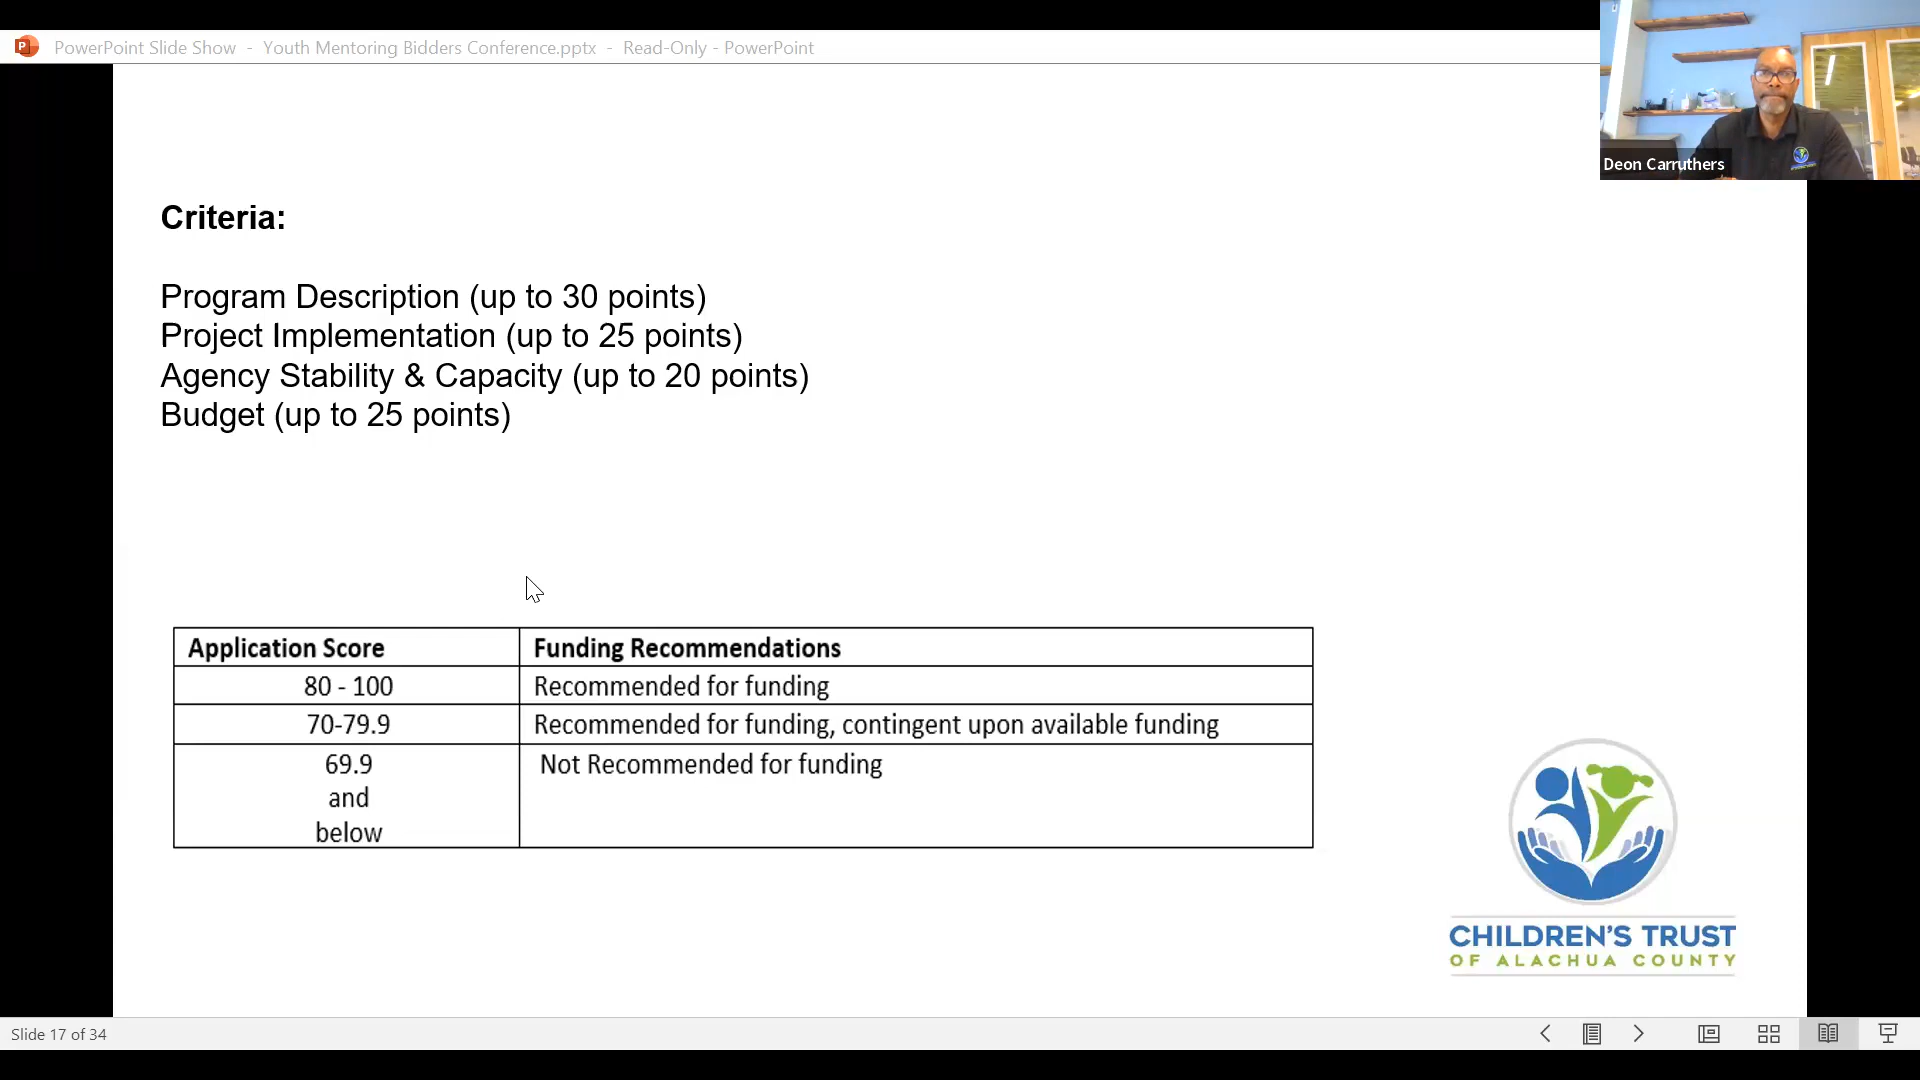 PowerPoint Slide Show - Youth Mentoring Bidders Conference.pptx - Read-Only - PowerPoint
Deon Carruthers
Criteria:
Program Description (up to 30 points)
Project Implementation (up to 25 points)
Agency Stability & Capacity (up to 20 points)
Budget (up to 25 points)
Application Score Funding Recommendations
80 - 100 Recommended for funding
70-79.9 Recommended for funding, contingent upon available funding
69.9 Not Recommended for funding
and
below
CHILDREN'S TRUST
OF ALACHUA COUNTY
Slide 17 of 34